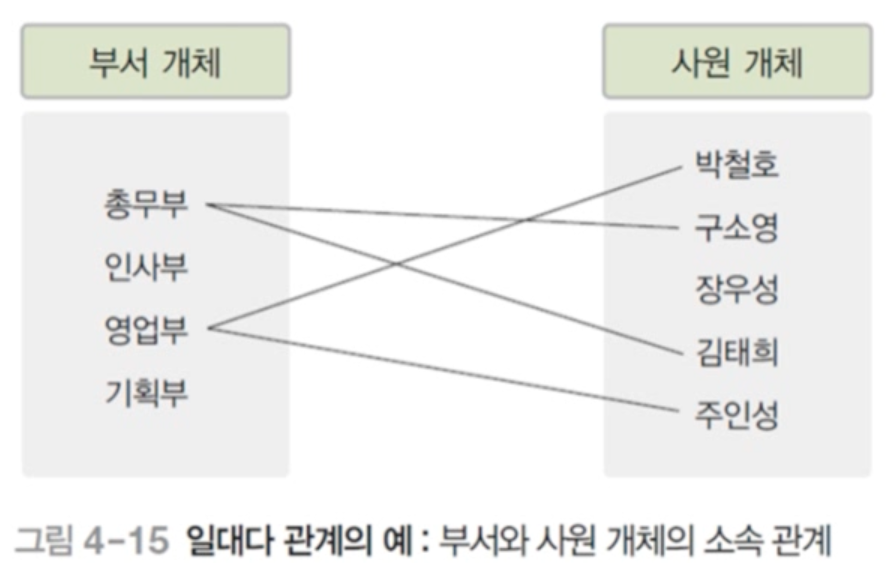 부서 개체
사원 개체
총무부
인사부
영업부
기획부
박철호
구소영
장우성
김태희
주인성
그림 4-15 일대다 관계의 예 : 부서와 사원 개체의 소속 관계